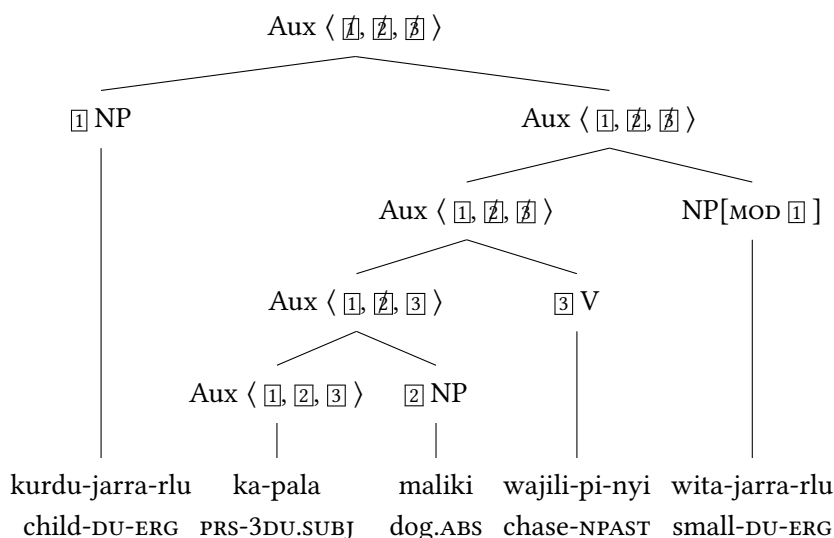 Aux ⟨ 1̸, 2̸, 3̸ ⟩
1 NP Aux ⟨ 1, 2̸, 3̸ ⟩
Aux ⟨ 1, 2̸, 3̸ ⟩ NP[MOD 1 ]
Aux ⟨ 1, 2̸, 3 ⟩ 3 V
Aux ⟨ 1, 2, 3 ⟩ 2 NP
kurdu-jarra-rlu ka-pala maliki wajili-pi-nyi wita-jarra-rlu
child-DU-ERG PRS-3DU.SUBJ dog.ABS chase-NPAST small-DU-ERG